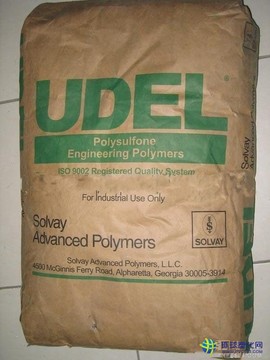 UDEL
Polysulfone
Engineering Polymers
ISO 9002 Registered Quality System
For Industrial Use Only
Solvay
Advanced Polymers
SOLVAY
Solvay Advanced Polymers, L.L.C.
4500 McGinnis Ferry Road, Alpharetta, Georgia 30005-3914
Solvay